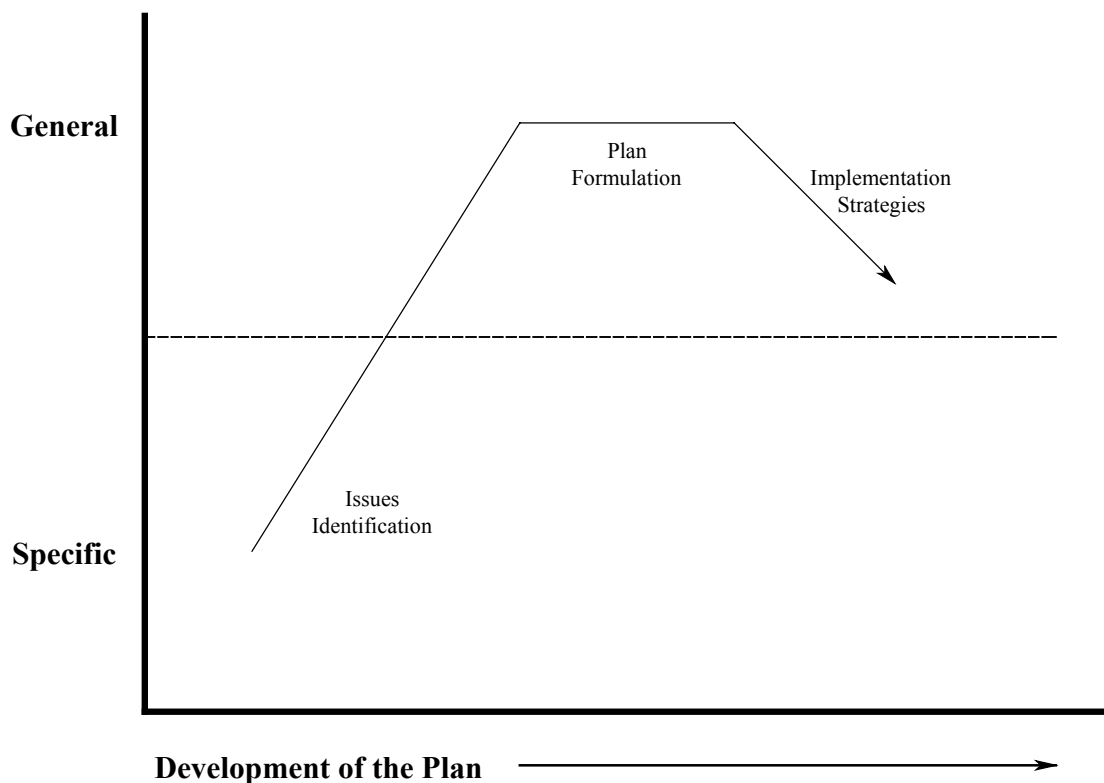 General
Plan
Formulation
Implementation
Strategies
Issues
Identification
Specific
Development of the Plan